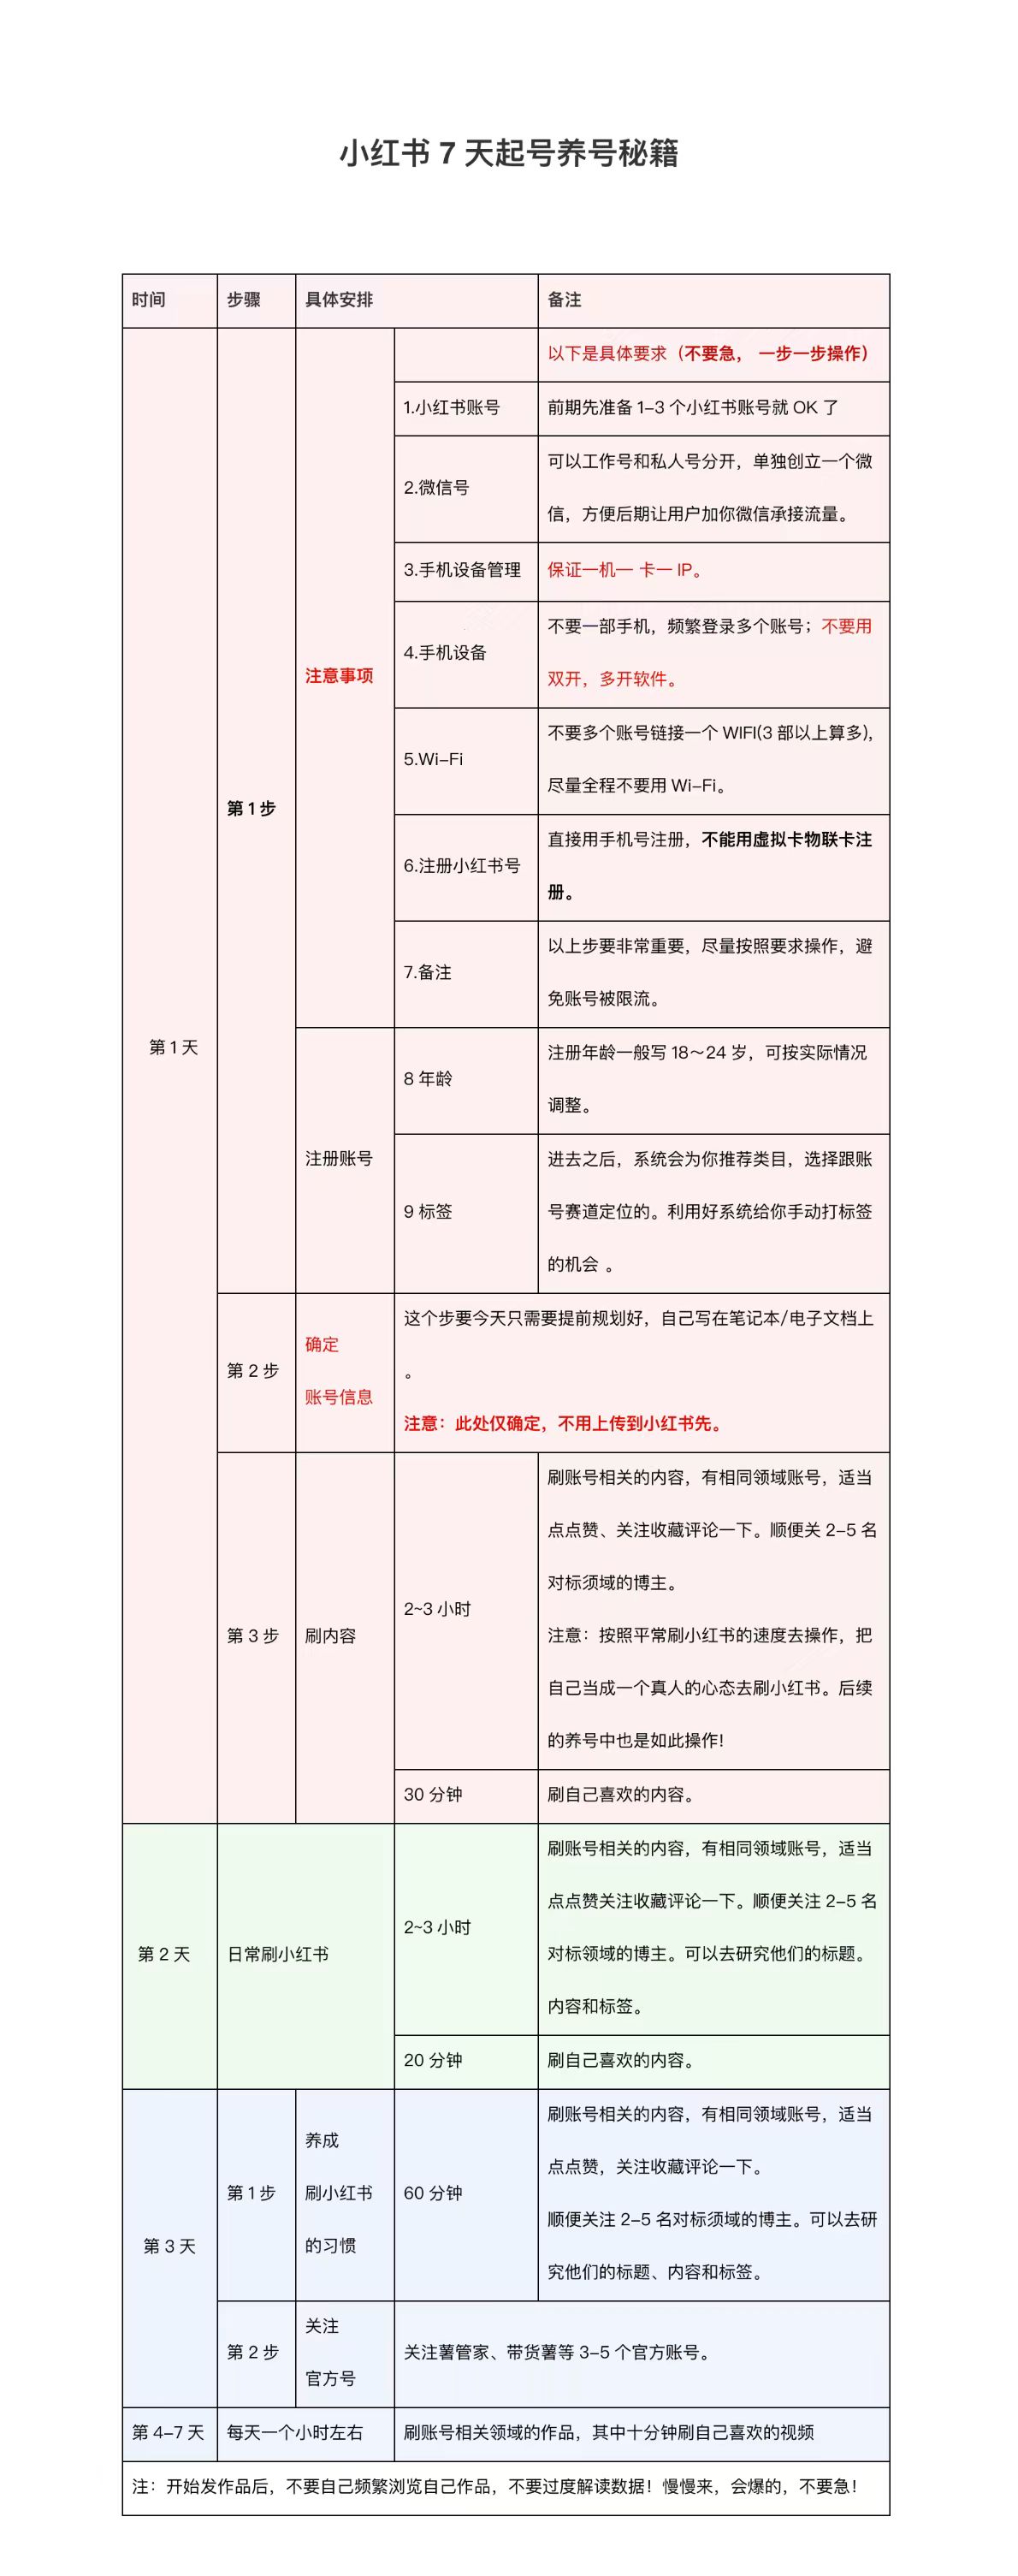 小红书 7 天起号养号秘籍
时间
步骤
具体安排
备注
第 1 天
第 1 步
注意事项
以下是具体要求（不要急， 一步一步操作）
1.小红书账号
前期先准备 1–3 个小红书账号就 OK 了
2.微信号
可以工作号和私人号分开，单独创立一个微
信，方便后期让用户加你微信承接流量。
3.手机设备管理
保证一机一 卡一 IP。
4.手机设备
不要一部手机，频繁登录多个账号；不要用
双开，多开软件。
5.Wi–Fi
不要多个账号链接一个 WIFI(3 部以上算多)，
尽量全程不要用 Wi–Fi。
6.注册小红书号
直接用手机号注册，不能用虚拟卡物联卡注
册。
7.备注
以上步要非常重要，尽量按照要求操作，避
免账号被限流。
注册账号
8 年龄
注册年龄一般写 18～24 岁，可按实际情况
调整。
9 标签
进去之后，系统会为你推荐类目，选择跟账
号赛道定位的。利用好系统给你手动打标签
的机会 。
第 2 步
确定
账号信息
这个步要今天只需要提前规划好，自己写在笔记本/电子文档上
。
注意：此处仅确定，不用上传到小红书先。
第 3 步
刷内容
2~3 小时
刷账号相关的内容，有相同领域账号，适当
点点赞、关注收藏评论一下。顺便关 2–5 名
对标须域的博主。
注意：按照平常刷小红书的速度去操作，把
自己当成一个真人的心态去刷小红书。后续
的养号中也是如此操作!
30 分钟
刷自己喜欢的内容。
第 2 天
日常刷小红书
2~3 小时
刷账号相关的内容，有相同领域账号，适当
点点赞关注收藏评论一下。顺便关注 2–5 名
对标领域的博主。可以去研究他们的标题。
内容和标签。
20 分钟
刷自己喜欢的内容。
第 3 天
第 1 步
养成
刷小红书
的习惯
60 分钟
刷账号相关的内容，有相同领域账号，适当
点点赞，关注收藏评论一下。
顺便关注 2–5 名对标须域的博主。可以去研
究他们的标题、内容和标签。
第 2 步
关注
官方号
关注薯管家、带货薯等 3–5 个官方账号。
第 4–7 天
每天一个小时左右
刷账号相关领域的作品，其中十分钟刷自己喜欢的视频
注：开始发作品后，不要自己频繁浏览自己作品，不要过度解读数据！慢慢来，会爆的，不要急！